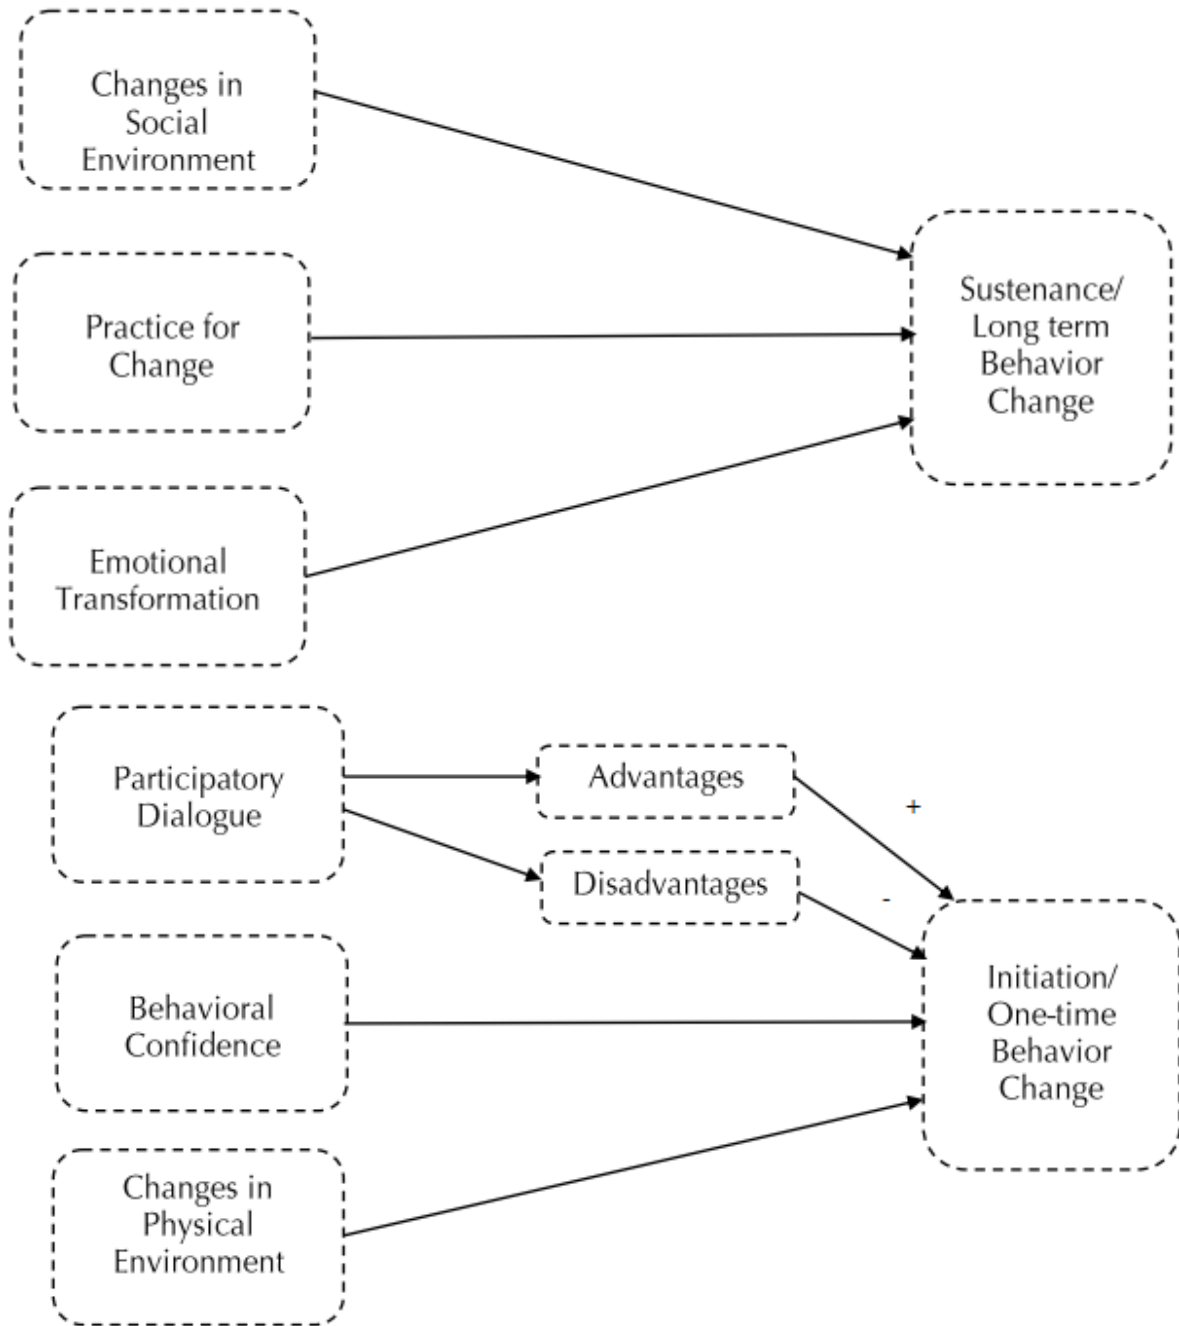 Changes in
Social
Environment
Practice for
Change
Sustenance/
Long term
Behavior
Change
Emotional
Transformation
Participatory
Dialogue
Advantages
+
Disadvantages
-
Behavioral
Confidence
Initiation/
One-time
Behavior
Change
Changes in
Physical
Environment